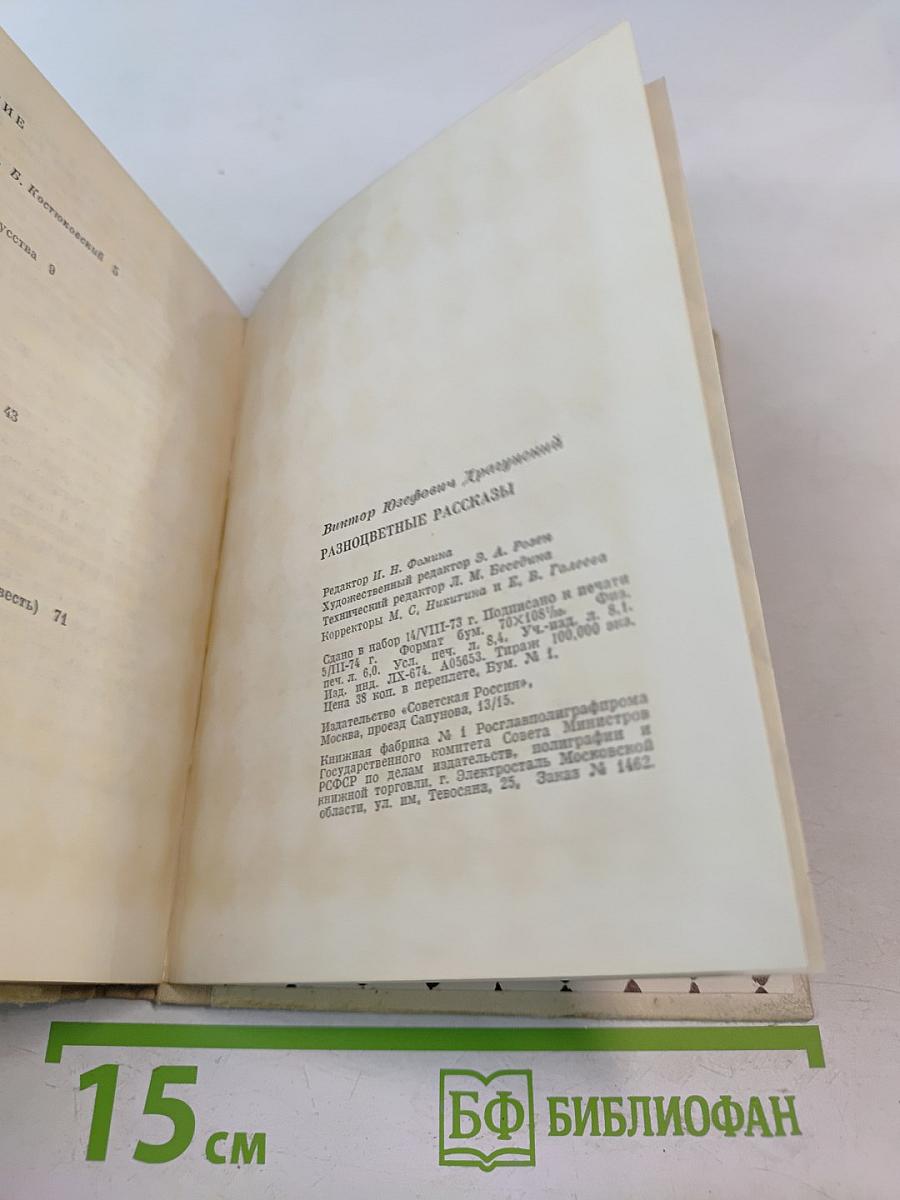 ИЕ
Б. Костюковский 5
усства 9
43
весть) 71
Виктор Юзефович Драгунский
РАЗНОЦВЕТНЫЕ РАССКАЗЫ
Редактор И. Н. Фомина
Художественный редактор Э. А. Розен
Технический редактор Л. М. Беседина
Корректоры М. С. Никитина и Е. В. Голеева
Сдано в набор 14/VIII-73 г. Подписано к печати
5/III-74 г. Формат бум. 70×108¹/₃₂. Физ.
печ. л. 6,0. Усл. печ. л. 8,4. Уч.-изд. л. 8,1.
Изд. инд. ЛХ-674. А05653. Тираж 100,000 экз.
Цена 38 коп. в переплете. Бум. № 1.
Издательство «Советская Россия»,
Москва, проезд Сапунова, 13/15.
Книжная фабрика № 1 Росглавполиграфпрома
Государственного комитета Совета Министров
РСФСР по делам издательств, полиграфии и
книжной торговли, г. Электросталь Московской
области, ул. им. Тевосяна, 25. Заказ № 1462.
15 см
БФ БИБЛИОФАН